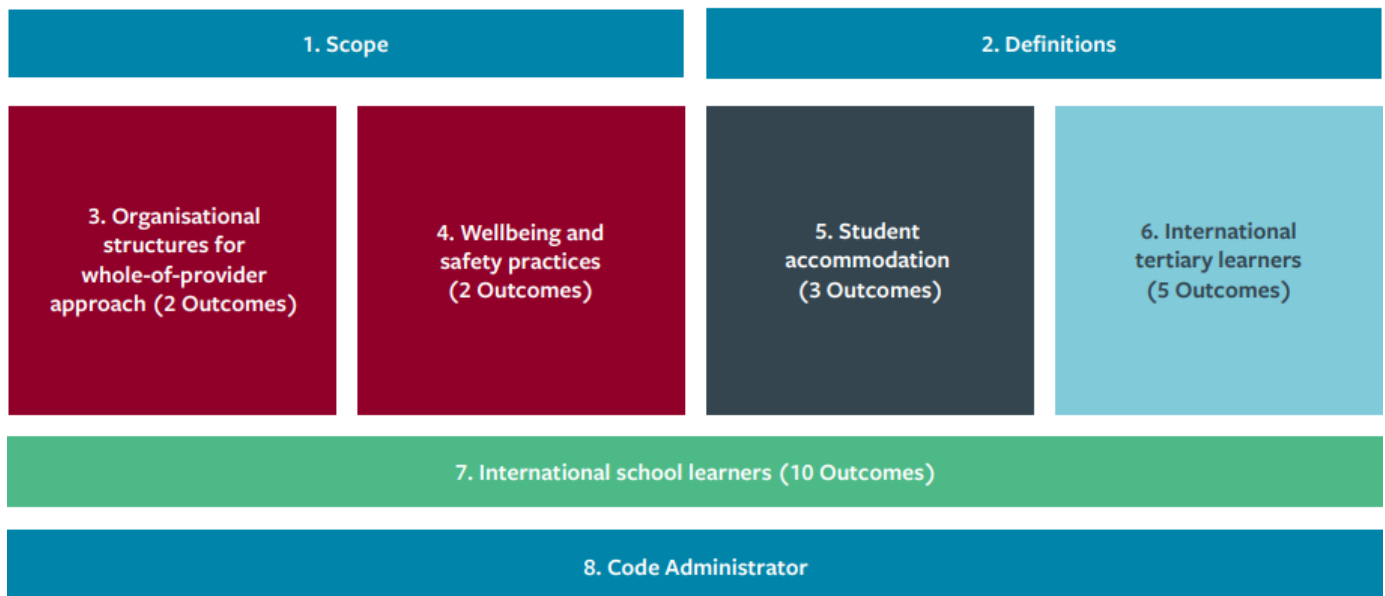 1. Scope
2. Definitions
3. Organisational
structures for
whole-of-provider
approach (2 Outcomes)
4. Wellbeing and
safety practices
(2 Outcomes)
5. Student
accommodation
(3 Outcomes)
6. International
tertiary learners
(5 Outcomes)
7. International school learners (10 Outcomes)
8. Code Administrator